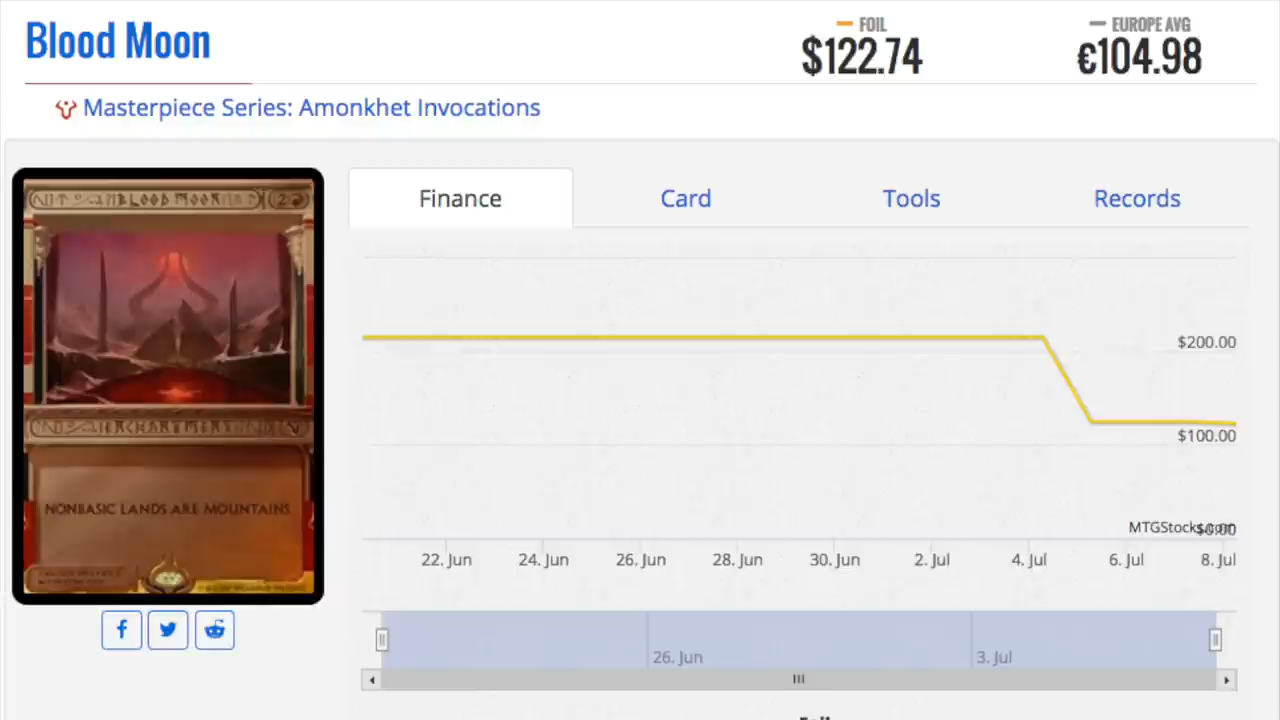 Blood Moon
FOIL
$122.74
EUROPE AVG
€104.98
Masterpiece Series: Amonkhet Invocations
Finance
Card
Tools
Records
BLOOD MOON
NONBASIC LANDS ARE MOUNTAINS
$200.00
$100.00
$0.00
MTGStocks.com
22. Jun
24. Jun
26. Jun
28. Jun
30. Jun
2. Jul
4. Jul
6. Jul
8. Jul
26. Jun
3. Jul